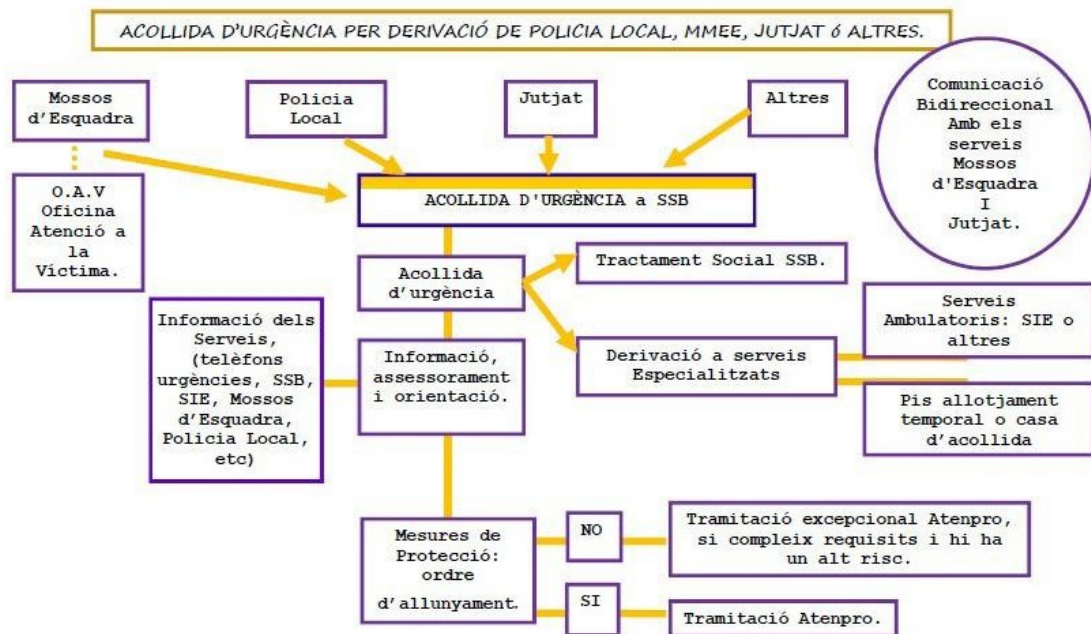 ACOLLIDA D'URGÈNCIA PER DERIVACIÓ DE POLICIA LOCAL, MMEE, JUTJAT ó ALTRES.
Mossos
d'Esquadra
Policia
Local
Jutjat
Altres
Comunicació
Bidireccional
Amb els
serveis
Mossos
d'Esquadra
I
Jutjat.
O.A.V
Oficina
Atenció a
la
Víctima.
ACOLLIDA D'URGÈNCIA a SSB
Acollida
d'urgència
Tractament Social SSB.
Informació dels
Serveis,
(telèfons
urgències, SSB,
SIE, Mossos
d'Esquadra,
Policia Local,
etc)
Informació,
assessorament
i orientació.
Derivació a serveis
Especialitzats
Serveis
Ambulatoris: SIE o
altres
Pis allotjament
temporal o casa
d'acollida
Mesures de
Protecció:
ordre
d'allunyament.
NO
Tramitació excepcional Atenpro,
si compleix requisits i hi ha
un alt risc.
SI
Tramitació Atenpro.